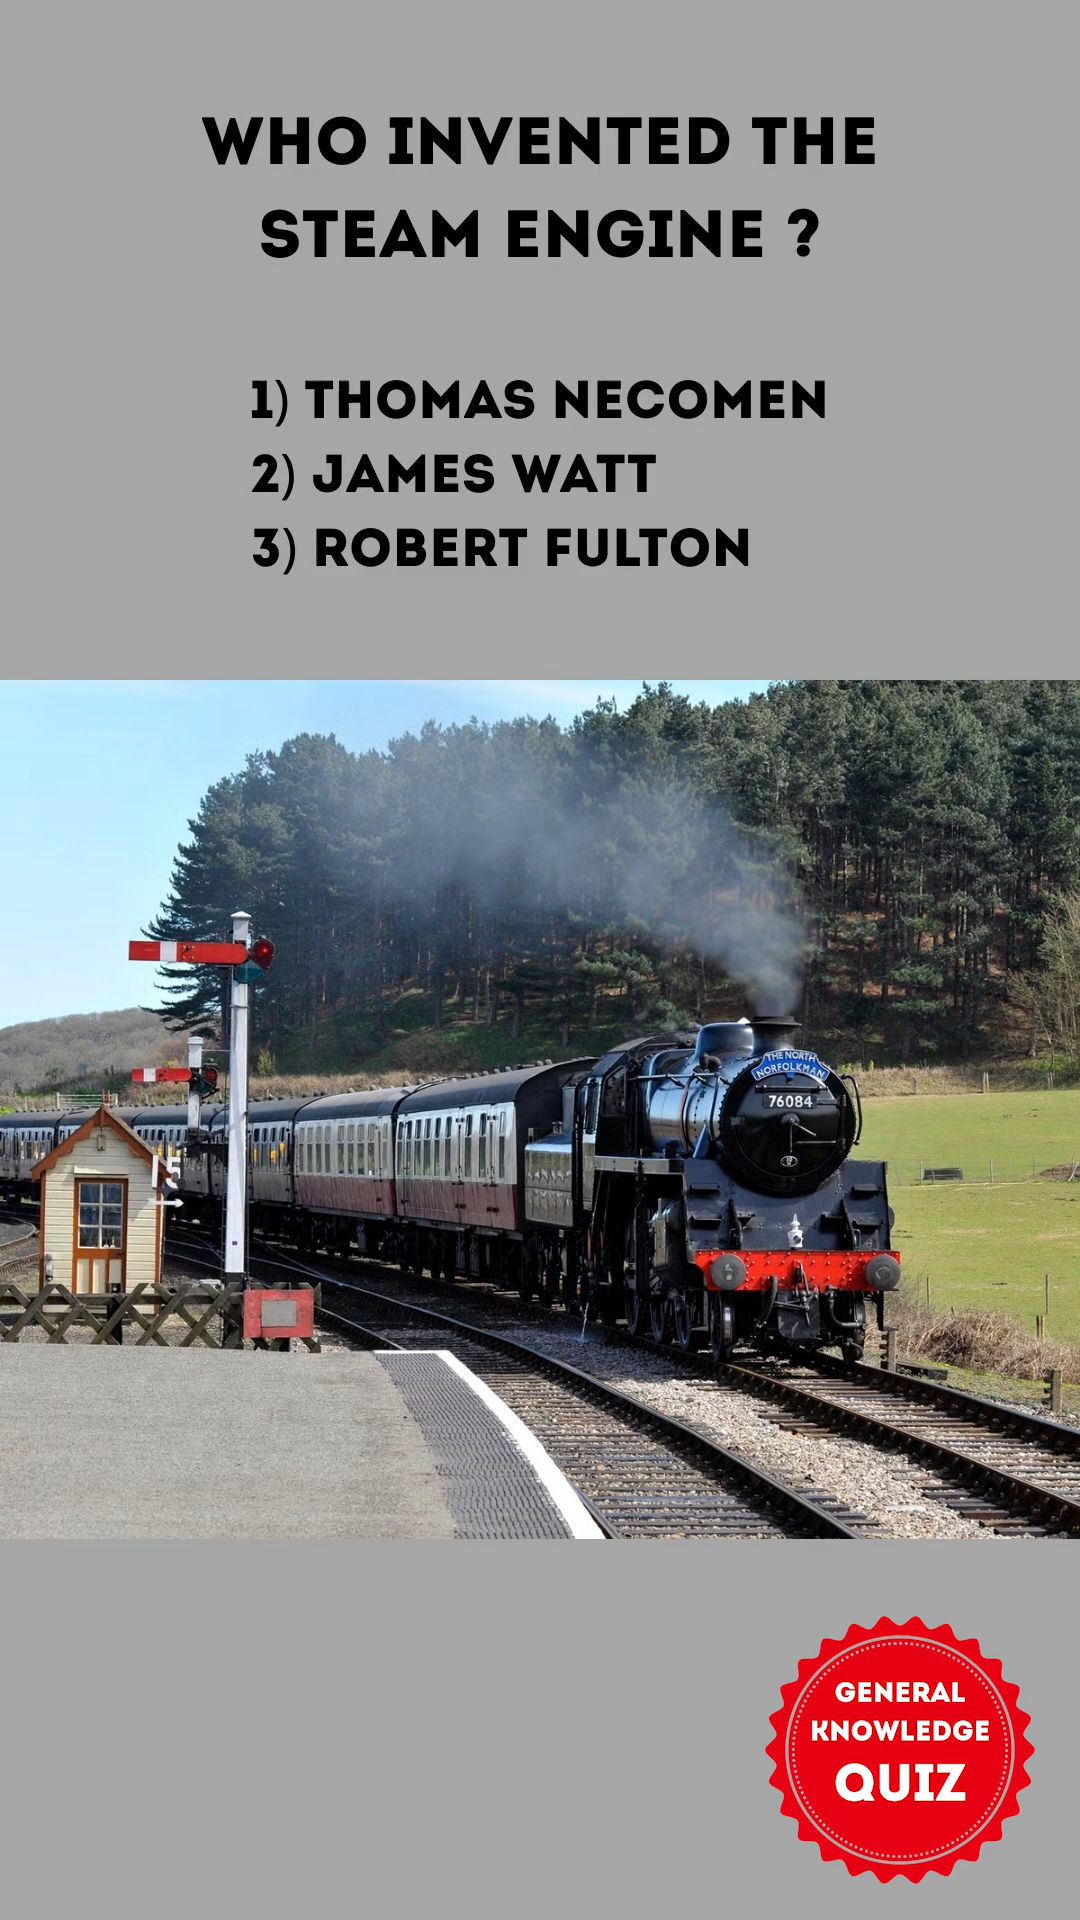 WHO INVENTED THE
STEAM ENGINE ?
1) THOMAS NECOMEN
2) JAMES WATT
3) ROBERT FULTON
THE NORTH
NORFOLKMAN
76084
15
GENERAL
KNOWLEDGE
QUIZ